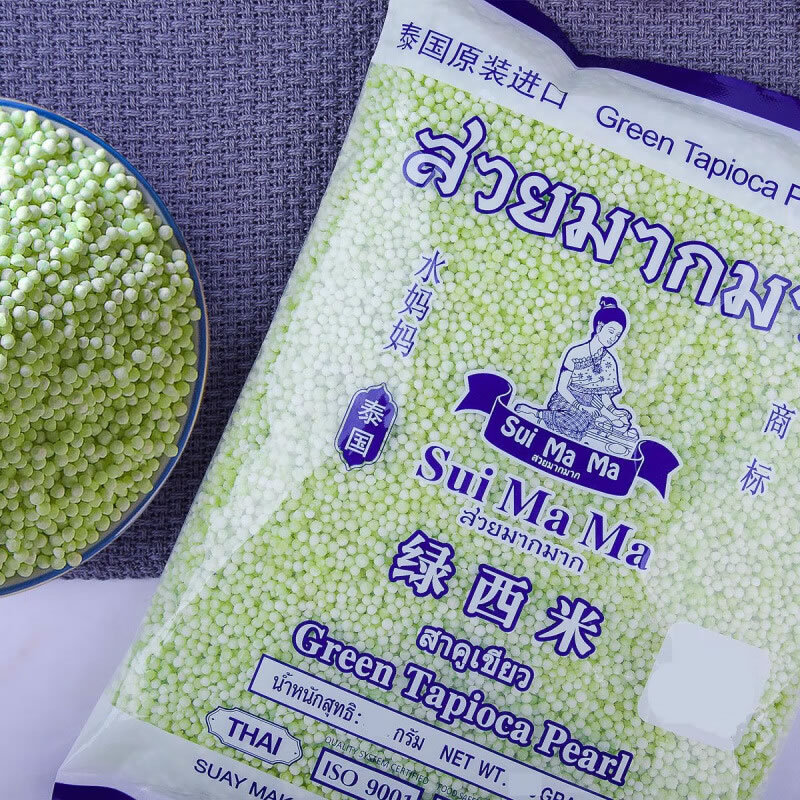 泰国原装进口 Green Tapioca
สวยมากมา
水妈妈
泰国
商标
Sui Ma Ma
สวยมากมาก
Sui Ma Ma
สวยมากมาก
绿西米
สาคูเขียว
Green Tapioca Pearl
น้ำหนักสุทธิ: กรัม NET WT.
THAI
QUALITY SYSTEM CERTIFIED
ISO 9001
SUAY